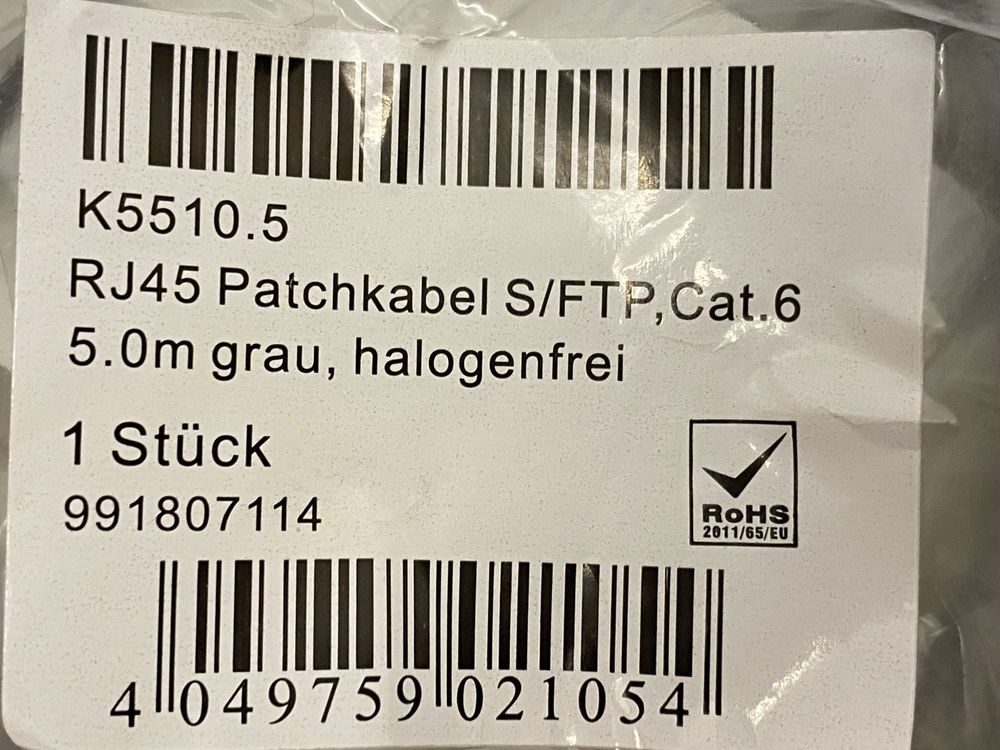 K5510.5
RJ45 Patchkabel S/FTP,Cat.6
5.0m grau, halogenfrei
1 Stück
991807114
RoHS
2011/65/EU
4 049759 021054